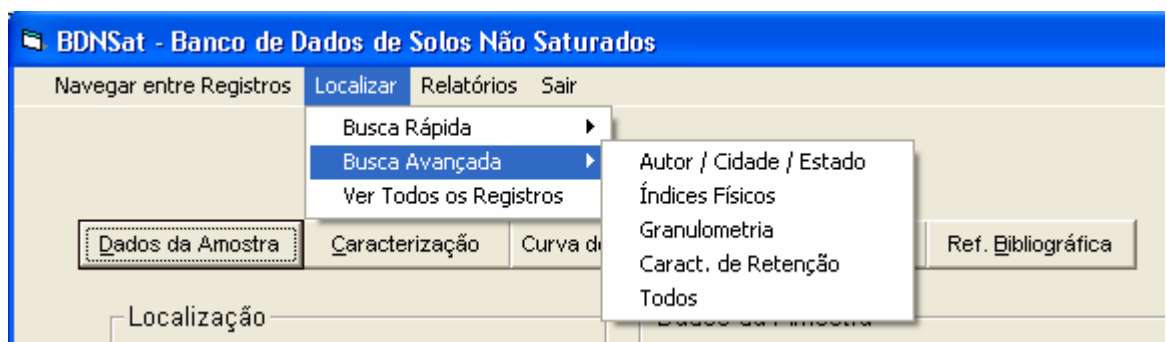 BDNSat - Banco de Dados de Solos Não Saturados
Navegar entre Registros Localizar Relatórios Sair
Busca Rápida
Busca Avançada
Ver Todos os Registros
Autor / Cidade / Estado
Índices Físicos
Granulometria
Caract. de Retenção
Todos
Dados da Amostra Caracterização Curva Ref. Bibliográfica
Localização